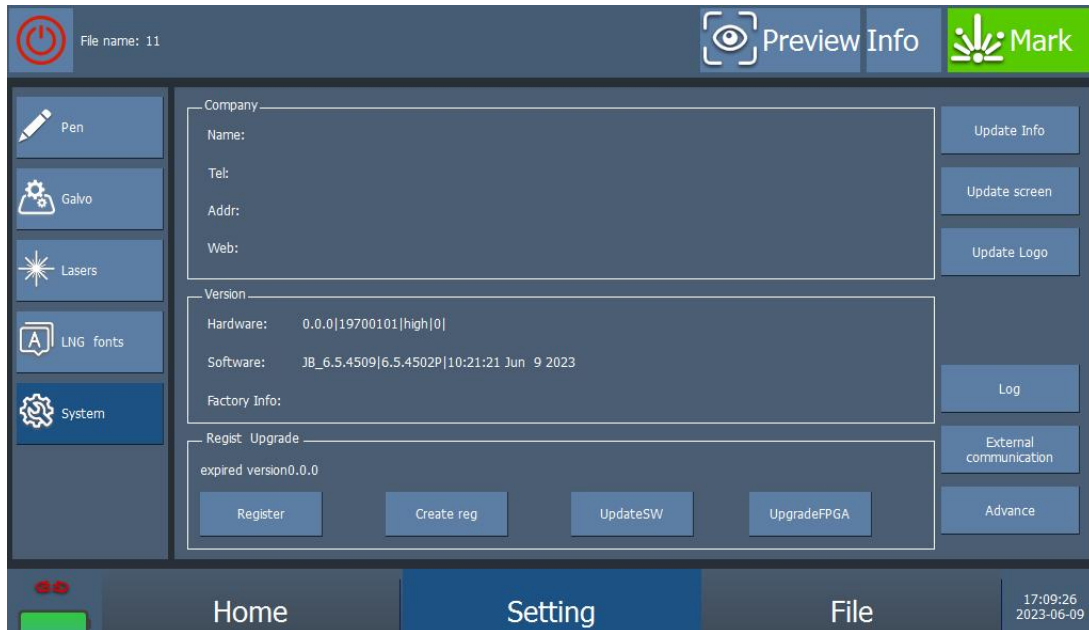 File name: 11
Preview
Info
Mark
Pen
Galvo
Lasers
A
LNG fonts
System
Company
Name:
Tel:
Addr:
Web:
Version
Hardware: 0.0.0|19700101|high|0|
Software: JB_6.5.4509|6.5.4502P|10:21:21 Jun 9 2023
Factory Info:
Regist Upgrade
expired version0.0.0
Register
Create reg
UpdateSW
UpgradeFPGA
Update Info
Update screen
Update Logo
Log
External
communication
Advance
Home
Setting
File
17:09:26
2023-06-09